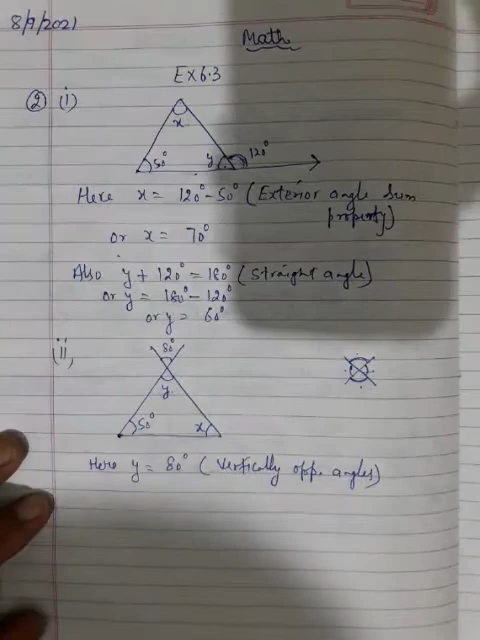 8/9/2021
Math
Ex 6.3
② (i)
x
50° y 120°
Here x = 120° - 50° (Exterior angle sum
property)
or x = 70°
Also y + 120° = 180° (straight angle)
or y = 180° - 120°
or y = 60°
(ii)
80°
y
50° x
Here y = 80° (vertically opp. angles)